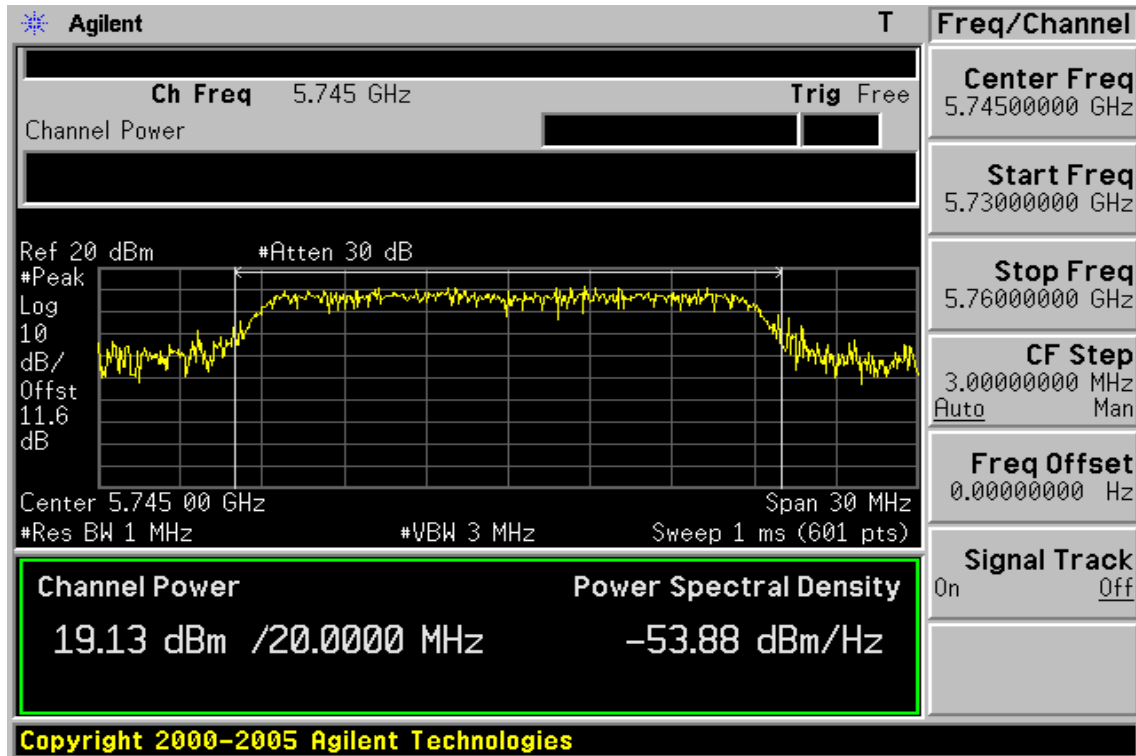 Agilent T
Ch Freq 5.745 GHz Trig Free
Channel Power
Ref 20 dBm #Atten 30 dB
#Peak
Log
10
dB/
Offst
11.6
dB
Center 5.745 00 GHz Span 30 MHz
#Res BW 1 MHz #VBW 3 MHz Sweep 1 ms (601 pts)
Channel Power Power Spectral Density
19.13 dBm /20.0000 MHz -53.88 dBm/Hz
Copyright 2000-2005 Agilent Technologies
Freq/Channel
Center Freq
5.74500000 GHz
Start Freq
5.73000000 GHz
Stop Freq
5.76000000 GHz
CF Step
3.00000000 MHz
Auto Man
Freq Offset
0.00000000 Hz
Signal Track
On Off